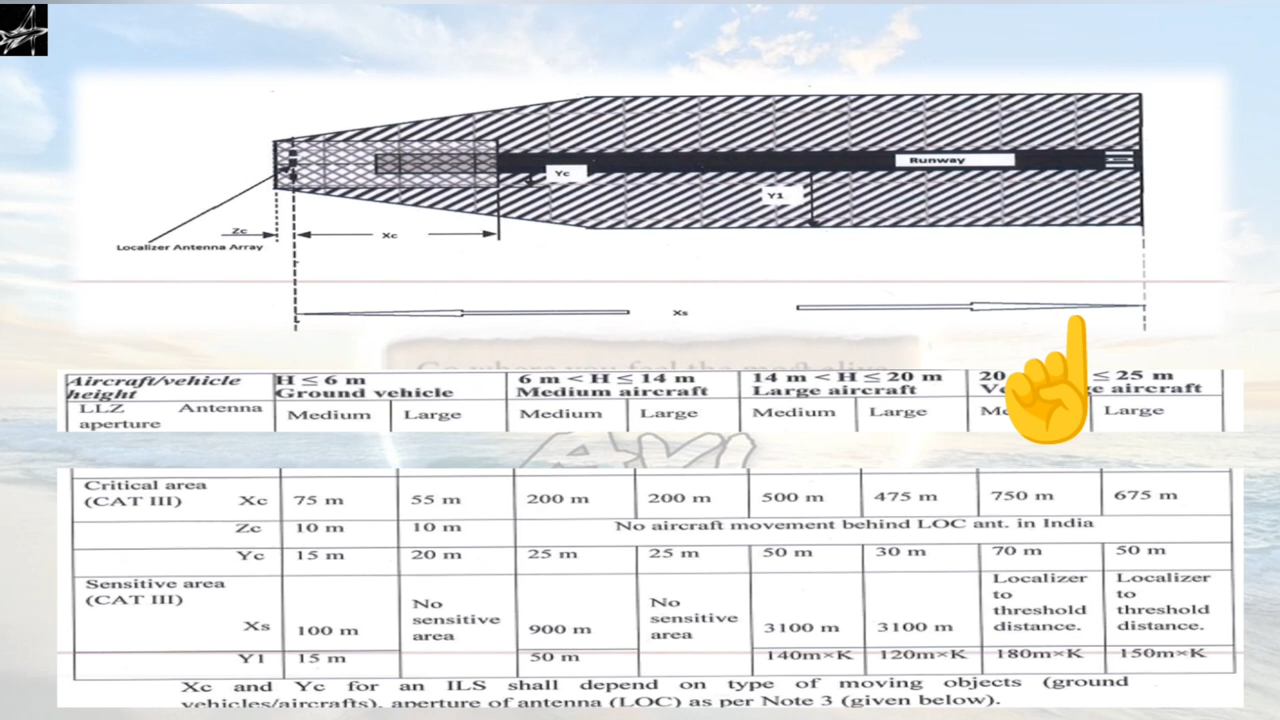 Runway
Yc
Y1
Zc
Xc
Localizer Antenna Array
Xs
Aircraft/vehicle height
H ≤ 6 m
Ground vehicle
6 m < H ≤ 14 m
Medium aircraft
14 m < H ≤ 20 m
Large aircraft
20 ≤ 25 m
aircraft
LLZ Antenna aperture
Medium Large Medium Large Medium Large Large
Critical area
(CAT III) Xc 75 m 55 m 200 m 200 m 500 m 475 m 750 m 675 m
Zc 10 m 10 m No aircraft movement behind LOC ant. in India
Yc 15 m 20 m 25 m 25 m 50 m 30 m 70 m 50 m
Sensitive area
(CAT III)
Xs 100 m
No sensitive area
900 m
No sensitive area
3100 m 3100 m
Localizer to threshold distance.
Localizer to threshold distance.
Y1 15 m 50 m 140m×K 120m×K 180m×K 150m×K
Xc and Yc for an ILS shall depend on type of moving objects (ground
vehicles/aircrafts), aperture of antenna (LOC) as per Note 3 (given below).